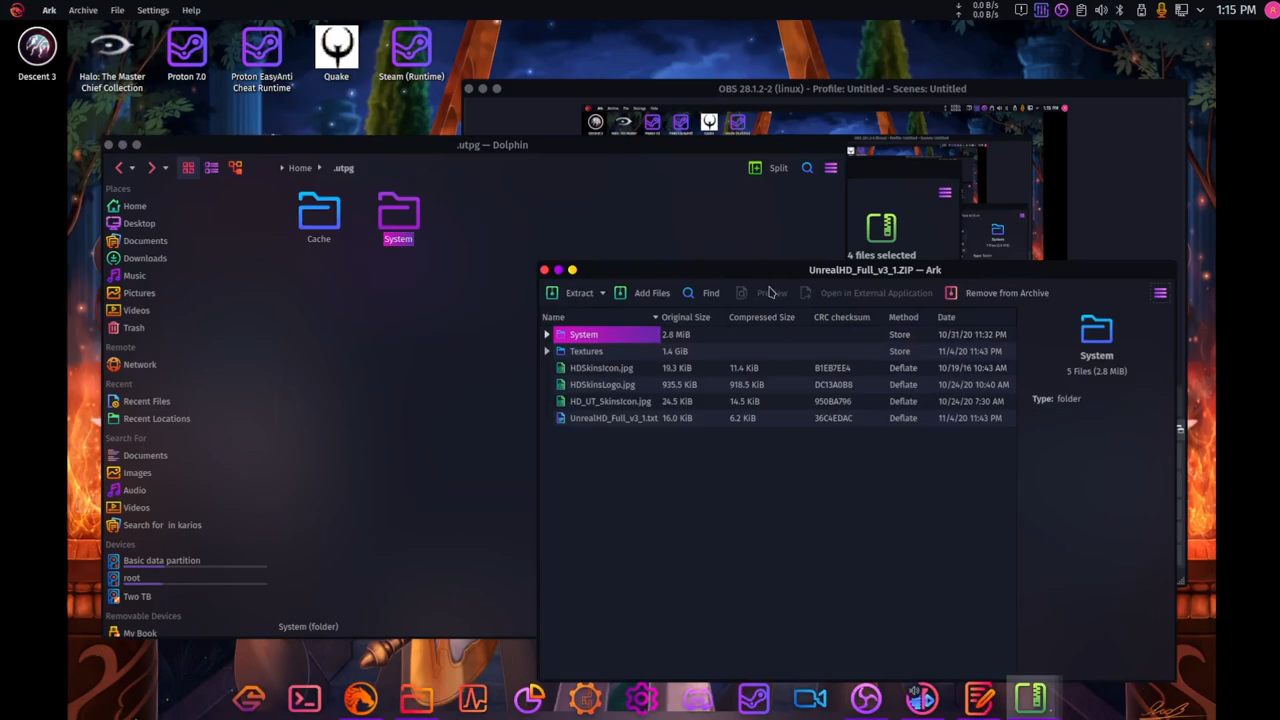 Ark Archive File Settings Help
0.0 B/s
0.0 B/s
1:15 PM
Descent 3
Halo: The Master
Chief Collection
Proton 7.0
Proton EasyAnti
Cheat Runtime
Quake
Steam (Runtime)
OBS 28.1.2-2 (linux) - Profile: Untitled - Scenes: Untitled
.utpg — Dolphin
Home .utpg
Split
Places
Home
Desktop
Documents
Downloads
Music
Pictures
Videos
Trash
Remote
Network
Recent
Recent Files
Recent Locations
Search For
Documents
Images
Audio
Videos
Search for in karios
Devices
Basic data partition
root
Two TB
Removable Devices
My Book
Cache
System
System (folder)
4 files selected
System
UnrealHD_Full_v3_1.ZIP — Ark
Extract Add Files Find Preview Open in External Application Remove from Archive
Name Original Size Compressed Size CRC checksum Method Date
System 2.8 MiB Store 10/31/20 11:32 PM
Textures 1.4 GiB Store 11/4/20 11:43 PM
HDSkinsIcon.jpg 19.3 KiB 11.4 KiB B1EB7EE4 Deflate 10/19/16 10:43 AM
HDSkinsLogo.jpg 935.5 KiB 918.5 KiB DC13A0B8 Deflate 10/24/20 10:40 AM
HD_UT_SkinsIcon.jpg 24.5 KiB 14.5 KiB 950BA796 Deflate 10/24/20 7:30 AM
UnrealHD_Full_v3_1.txt 16.0 KiB 6.2 KiB 36C4EDAC Deflate 11/4/20 11:43 PM
System
5 Files (2.8 MiB)
Type: folder